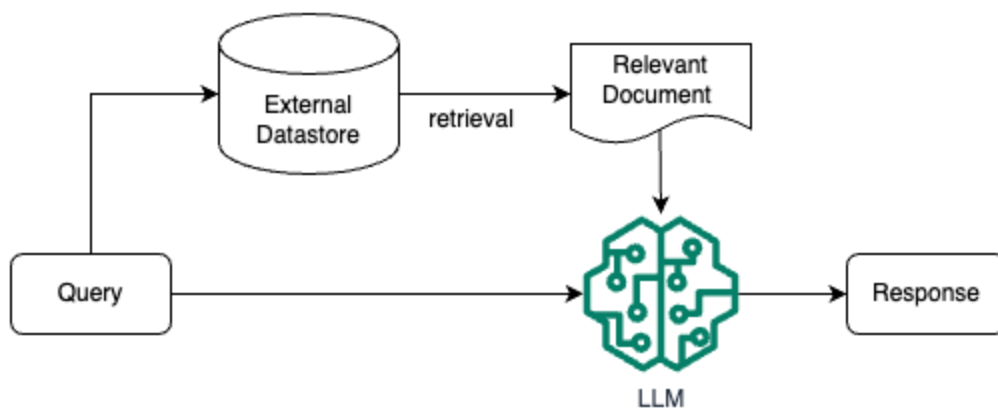 External
Datastore
retrieval
Relevant
Document
Query
LLM
Response